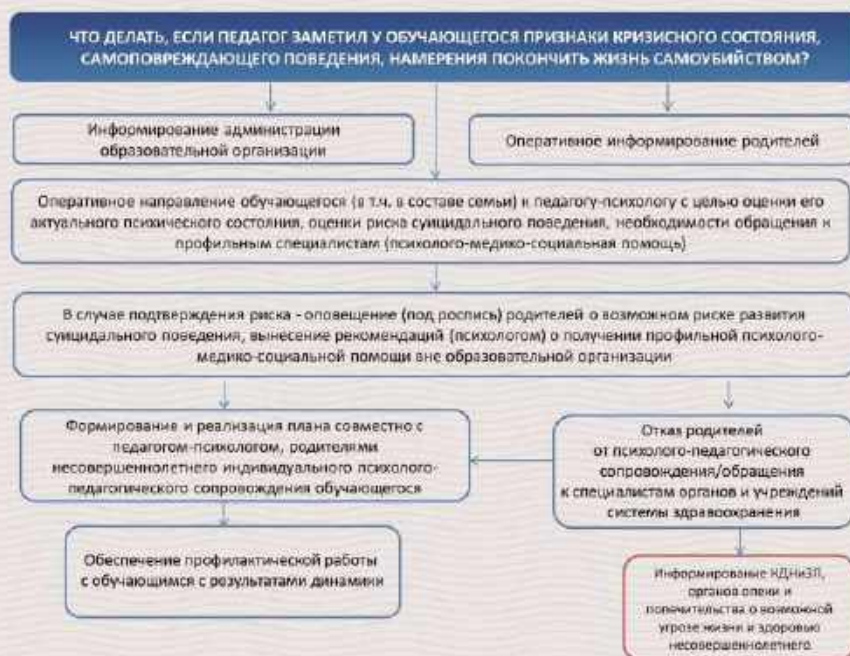 ЧТО ДЕЛАТЬ, ЕСЛИ ПЕДАГОГ ЗАМЕТИЛ У ОБУЧАЮЩЕГОСЯ ПРИЗНАКИ КРИЗИСНОГО СОСТОЯНИЯ,
САМОПОВРЕЖДАЮЩЕГО ПОВЕДЕНИЯ, НАМЕРЕНИЯ ПОКОНЧИТЬ ЖИЗНЬ САМОУБИЙСТВОМ?
Информирование администрации
образовательной организации
Оперативное информирование родителей
Оперативное направление обучающегося (в т.ч. в составе семьи) к педагогу-психологу с целью оценки его
актуального психического состояния, оценки риска суицидального поведения, необходимости обращения к
профильным специалистам (психолого-медико-социальная помощь)
В случае подтверждения риска - оповещение (под роспись) родителей о возможном риске развития
суицидального поведения, вынесение рекомендаций (психологом) о получении профильной психолого-
медико-социальной помощи вне образовательной организации
Формирование и реализация плана совместно с
педагогом-психологом, родителями
несовершеннолетнего индивидуального психолого-
педагогического сопровождения обучающегося
Отказ родителей
от психолого-педагогического
сопровождения/обращения
к специалистам органов и учреждений
системы здравоохранения
Обеспечение профилактической работы
с обучающимся с результатами динамики
Информирование КДНиЗП,
органов опеки и
попечительства о возможной
угрозе жизни и здоровью
несовершеннолетнего